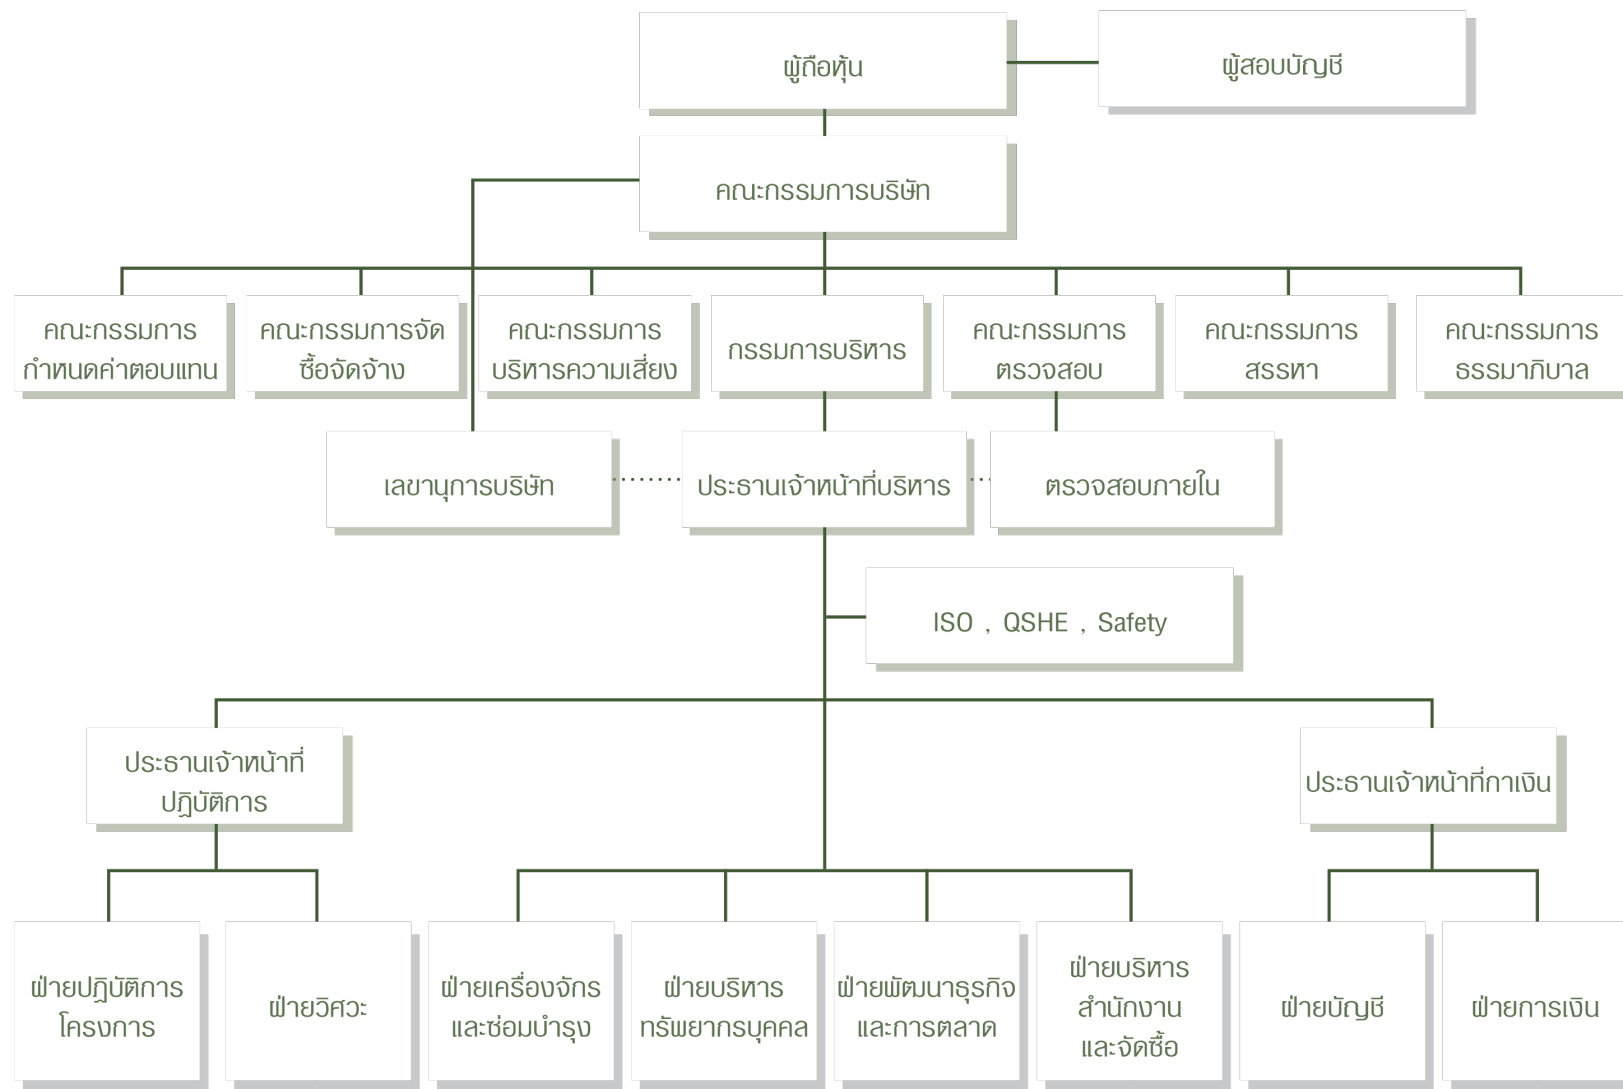 ผู้ถือหุ้น
ผู้สอบบัญชี
คณะกรรมการบริษัท
คณะกรรมการ
กำหนดค่าตอบแทน
คณะกรรมการจัด
ซื้อจัดจ้าง
คณะกรรมการ
บริหารความเสี่ยง
กรรมการบริหาร
คณะกรรมการ
ตรวจสอบ
คณะกรรมการ
สรรหา
คณะกรรมการ
ธรรมาภิบาล
เลขานุการบริษัท
ประธานเจ้าหน้าที่บริหาร
ตรวจสอบภายใน
ISO , QSHE , Safety
ประธานเจ้าหน้าที่
ปฏิบัติการ
ประธานเจ้าหน้าที่กาเงิน
ฝ่ายปฏิบัติการ
โครงการ
ฝ่ายวิศวะ
ฝ่ายเครื่องจักร
และซ่อมบำรุง
ฝ่ายบริหาร
ทรัพยากรบุคคล
ฝ่ายพัฒนาธุรกิจ
และการตลาด
ฝ่ายบริหาร
สำนักงาน
และจัดซื้อ
ฝ่ายบัญชี
ฝ่ายการเงิน